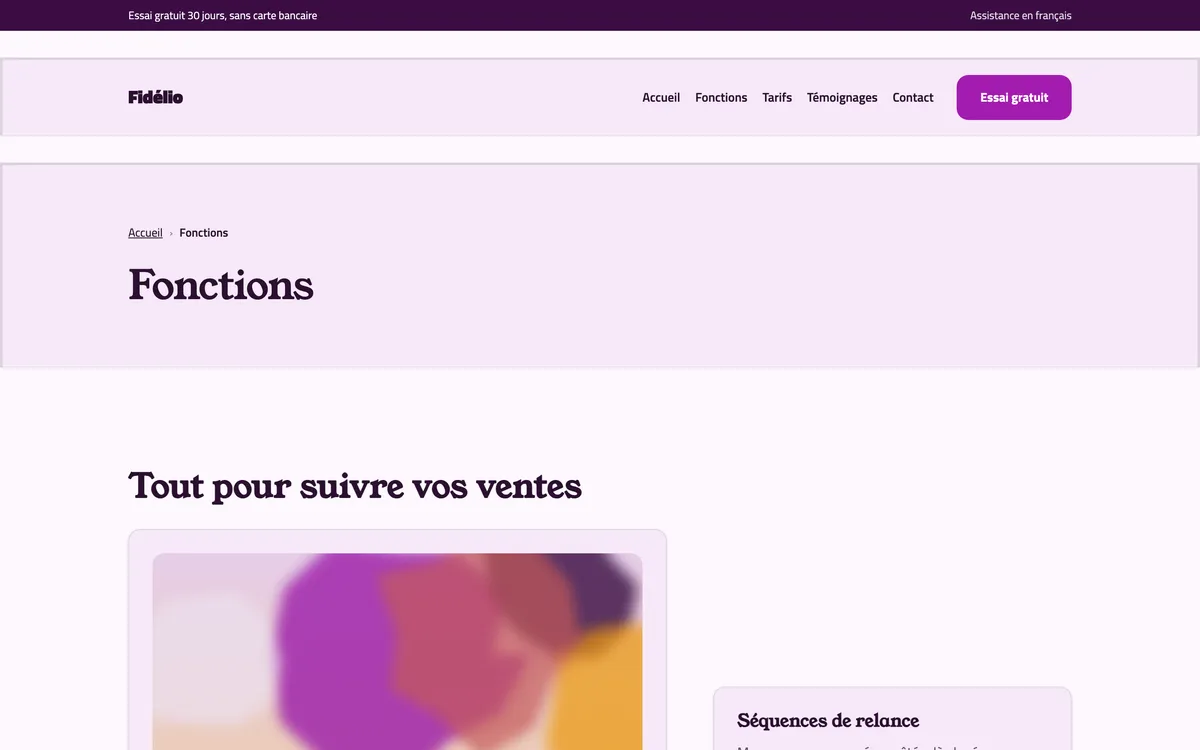 Essai gratuit 30 jours, sans carte bancaire
Assistance en français
Fidélio
Accueil
Fonctions
Tarifs
Témoignages
Contact
Essai gratuit
Accueil › Fonctions
Fonctions
Tout pour suivre vos ventes
Séquences de relance